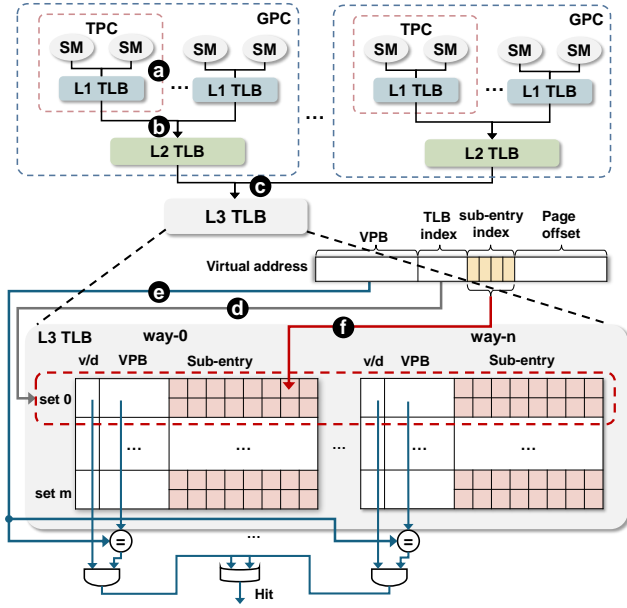 GPC
GPC
TPC
TPC
SM SM SM SM SM SM SM SM
a
L1 TLB ... L1 TLB L1 TLB ... L1 TLB
b
...
L2 TLB L2 TLB
c
L3 TLB
VPB TLB index sub-entry index Page offset
Virtual address
e
d
f
L3 TLB way-0 way-n
v/d VPB Sub-entry v/d VPB Sub-entry
set 0
... ... ... ... ...
set m
= ... =
Hit